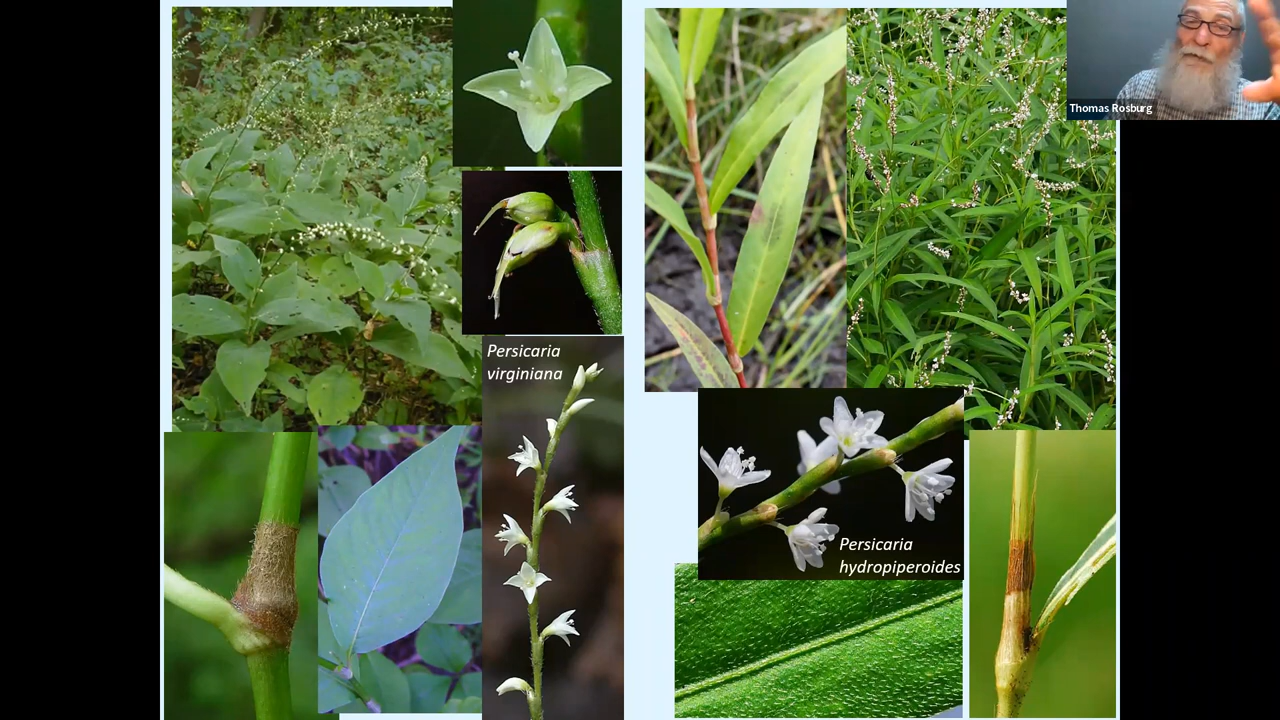 Thomas Rosburg
Persicaria
virginiana
Persicaria
hydropiperoides